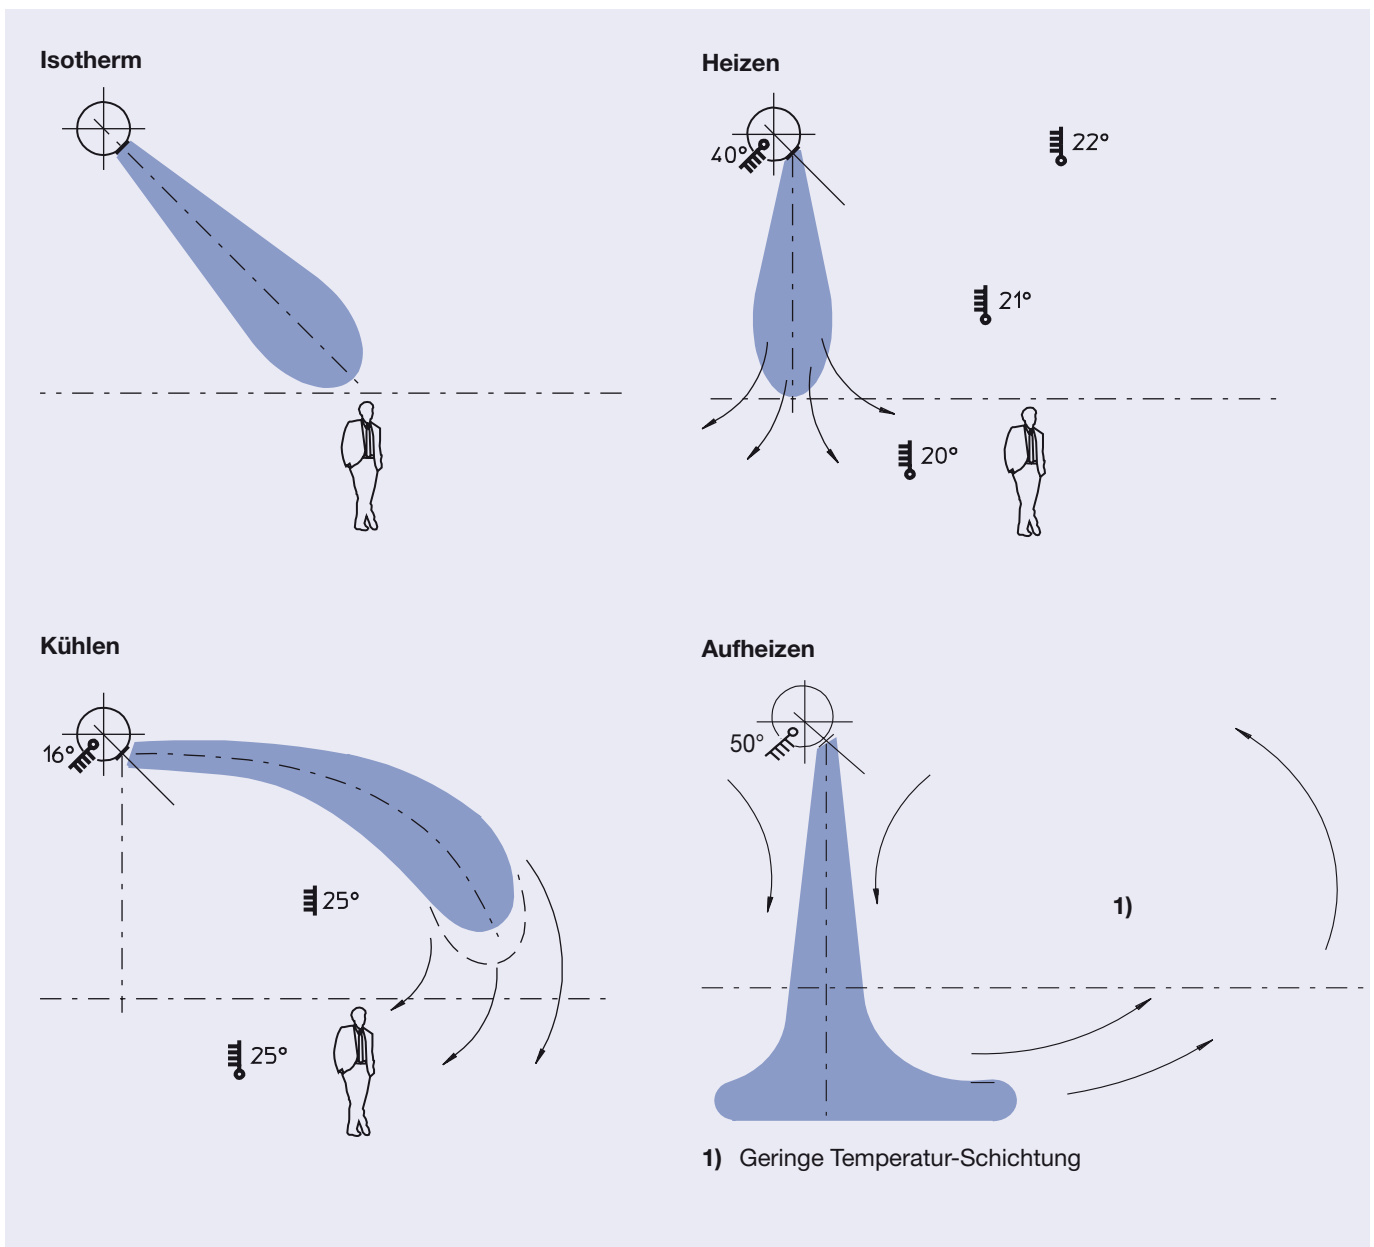 Isotherm
Heizen
40°
22°
21°
20°
Kühlen
16°
25°
25°
Aufheizen
50°
1)
1) Geringe Temperatur-Schichtung